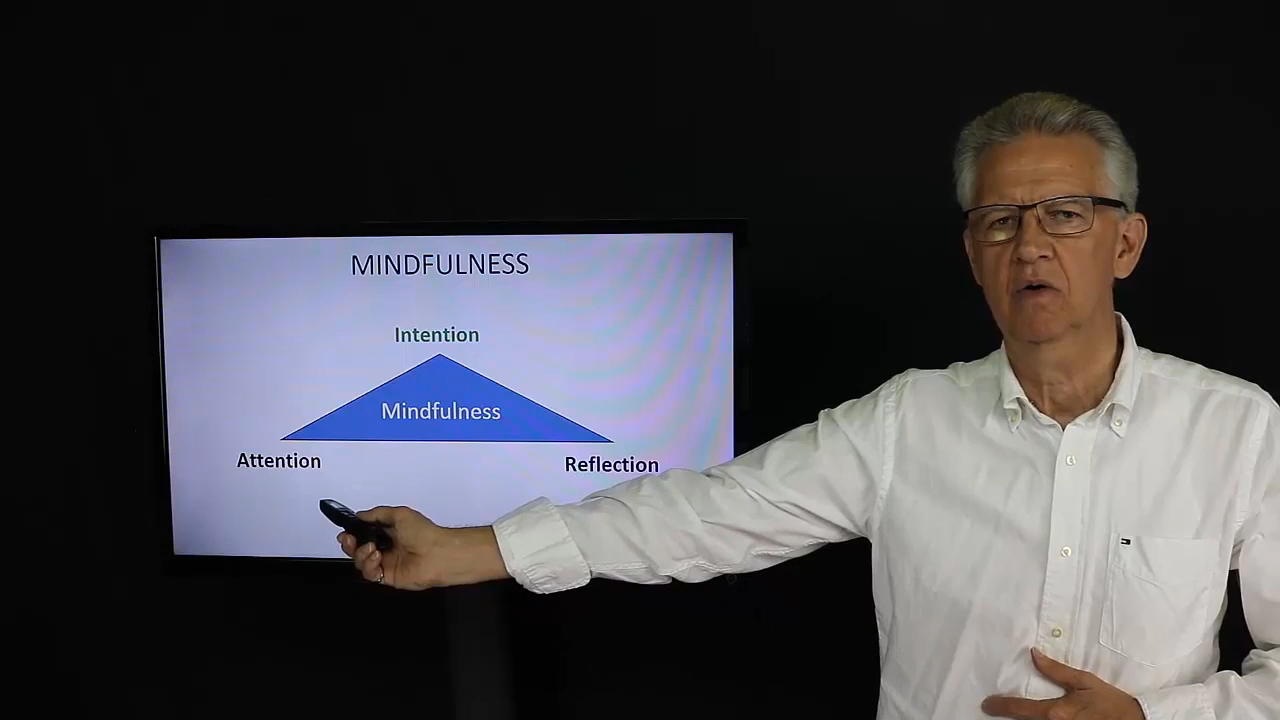 MINDFULNESS
Intention
Mindfulness
Attention
Reflection